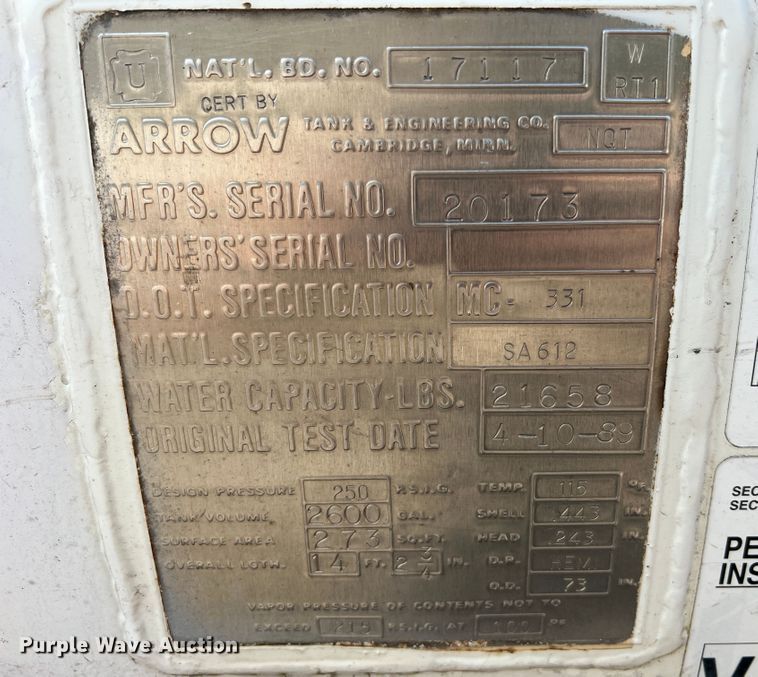 U NAT'L. BD. NO. 17117 W
RT1
CERT BY
ARROW TANK & ENGINEERING CO.
CAMBRIDGE, MINN. NQT
MFR'S. SERIAL NO. 20173
OWNERS' SERIAL NO.
D.O.T. SPECIFICATION MC- 331
MAT'L. SPECIFICATION SA612
WATER CAPACITY-LBS. 21658
ORIGINAL TEST DATE 4-10-89
DESIGN PRESSURE 250 P.S.I.G. TEMP. 115 °F
TANK/VOLUME 2600 GAL. SHELL .443 IN.
SURFACE AREA 273 SQ.FT. HEAD .243 IN.
OVERALL LGTH. 14 FT. 2 3/4 IN. D.P. HEM.
O.D. 73 IN.
VAPOR PRESSURE OF CONTENTS NOT TO
EXCEED 215 P.S.I.G. AT 100 °F
SEC
SEC
PE
INS
Purple Wave Auction